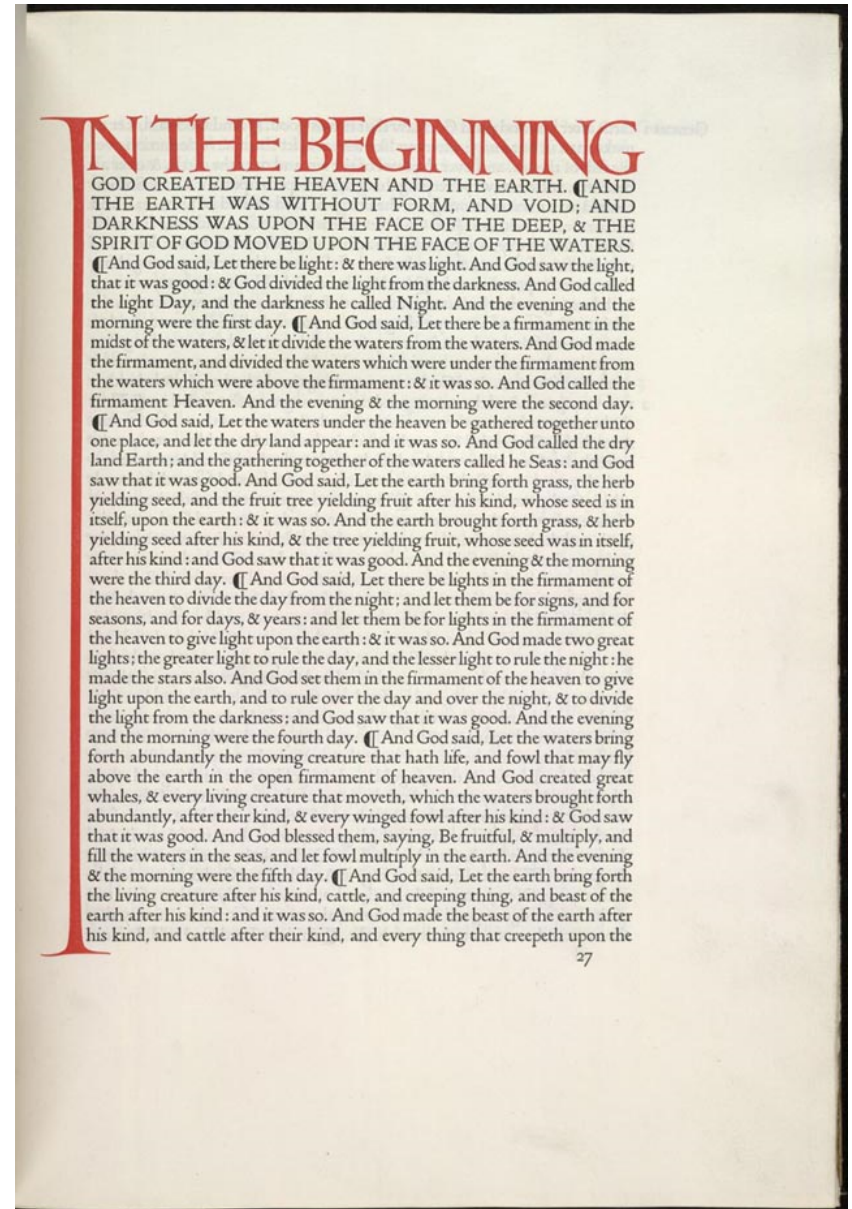 IN THE BEGINNING
GOD CREATED THE HEAVEN AND THE EARTH. ❡AND
THE EARTH WAS WITHOUT FORM, AND VOID; AND
DARKNESS WAS UPON THE FACE OF THE DEEP, & THE
SPIRIT OF GOD MOVED UPON THE FACE OF THE WATERS.
❡And God said, Let there be light: & there was light. And God saw the light,
that it was good: & God divided the light from the darkness. And God called
the light Day, and the darkness he called Night. And the evening and the
morning were the first day. ❡And God said, Let there be a firmament in the
midst of the waters, & let it divide the waters from the waters. And God made
the firmament, and divided the waters which were under the firmament from
the waters which were above the firmament: & it was so. And God called the
firmament Heaven. And the evening & the morning were the second day.
❡And God said, Let the waters under the heaven be gathered together unto
one place, and let the dry land appear: and it was so. And God called the dry
land Earth; and the gathering together of the waters called he Seas: and God
saw that it was good. And God said, Let the earth bring forth grass, the herb
yielding seed, and the fruit tree yielding fruit after his kind, whose seed is in
itself, upon the earth: & it was so. And the earth brought forth grass, & herb
yielding seed after his kind, & the tree yielding fruit, whose seed was in itself,
after his kind: and God saw that it was good. And the evening & the morning
were the third day. ❡And God said, Let there be lights in the firmament of
the heaven to divide the day from the night; and let them be for signs, and for
seasons, and for days, & years: and let them be for lights in the firmament of
the heaven to give light upon the earth: & it was so. And God made two great
lights; the greater light to rule the day, and the lesser light to rule the night: he
made the stars also. And God set them in the firmament of the heaven to give
light upon the earth, and to rule over the day and over the night, & to divide
the light from the darkness: and God saw that it was good. And the evening
and the morning were the fourth day. ❡And God said, Let the waters bring
forth abundantly the moving creature that hath life, and fowl that may fly
above the earth in the open firmament of heaven. And God created great
whales, & every living creature that moveth, which the waters brought forth
abundantly, after their kind, & every winged fowl after his kind: & God saw
that it was good. And God blessed them, saying, Be fruitful, & multiply, and
fill the waters in the seas, and let fowl multiply in the earth. And the evening
& the morning were the fifth day. ❡And God said, Let the earth bring forth
the living creature after his kind, cattle, and creeping thing, and beast of the
earth after his kind: and it was so. And God made the beast of the earth after
his kind, and cattle after their kind, and every thing that creepeth upon the
27